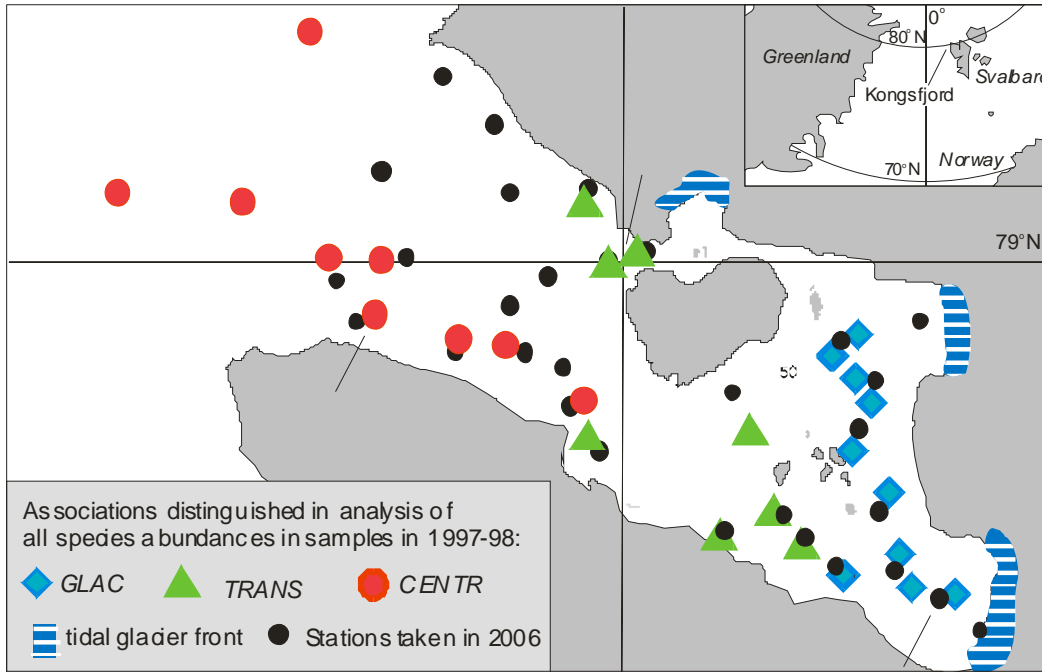 0°
80°N
Greenland
Svalbard
Kongsfjord
Norway
70°N
79°N
50
Associations distinguished in analysis of
all species abundances in samples in 1997-98:
GLAC TRANS CENTR
tidal glacier front Stations taken in 2006